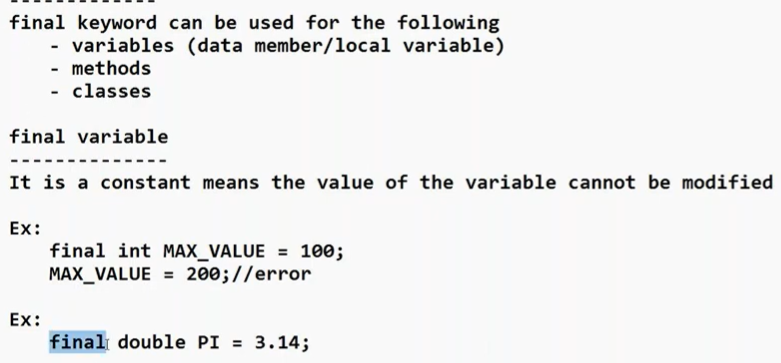 -------------
final keyword can be used for the following
- variables (data member/local variable)
- methods
- classes
final variable
--------------
It is a constant means the value of the variable cannot be modified
Ex:
final int MAX_VALUE = 100;
MAX_VALUE = 200;//error
Ex:
final double PI = 3.14;